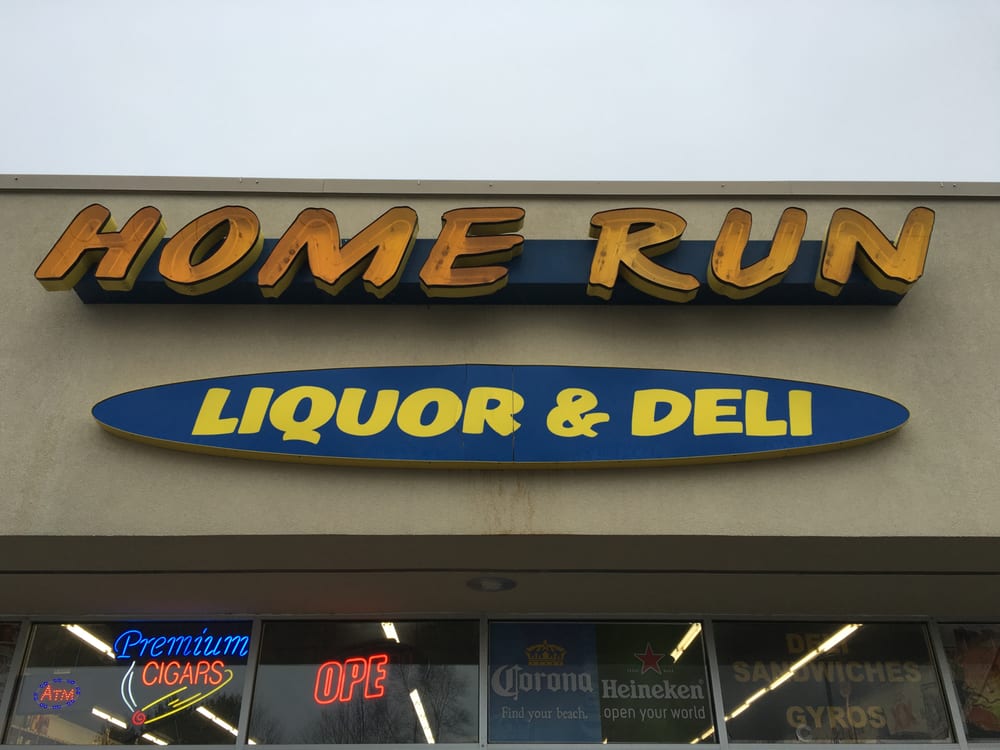 HOME RUN
LIQUOR & DELI
Premium
CIGARS
ATM
OPE
Corona
Find your beach.
Heineken
open your world
DELI
SANDWICHES
GYROS